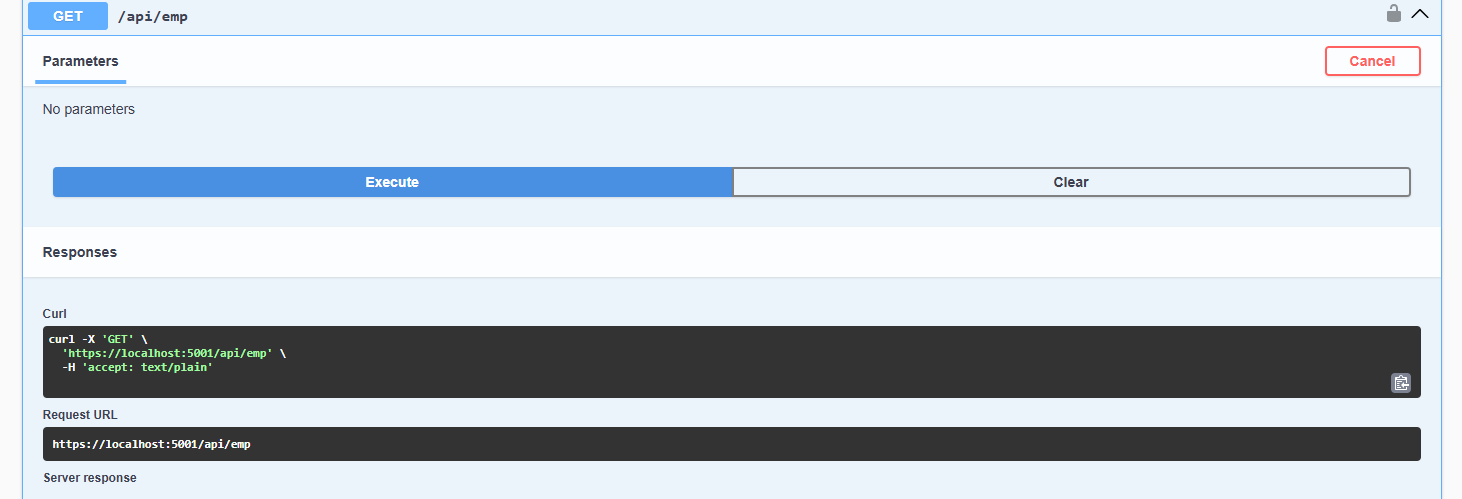 GET /api/emp
Parameters
Cancel
No parameters
Execute
Clear
Responses
Curl
curl -X 'GET' \
'https://localhost:5001/api/emp' \
-H 'accept: text/plain'
Request URL
https://localhost:5001/api/emp
Server response